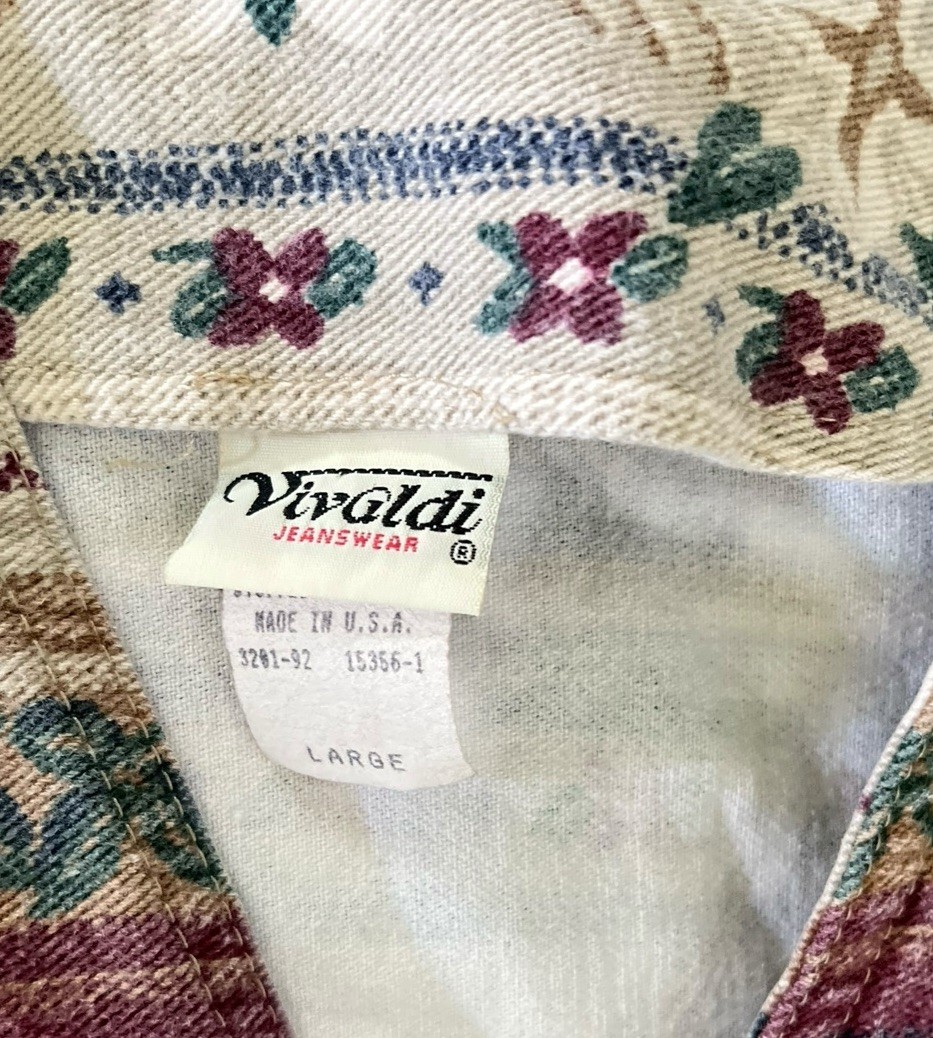 Vivaldi
JEANSWEAR
®
MADE IN U.S.A.
3201-92 15356-1
LARGE